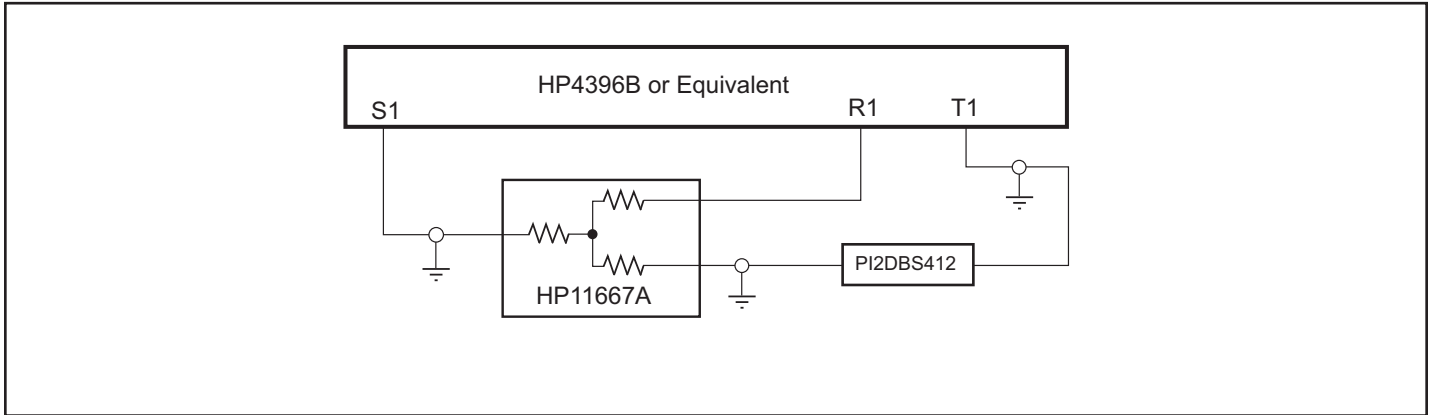 HP4396B or Equivalent
S1
R1
T1
PI2DBS412
HP11667A